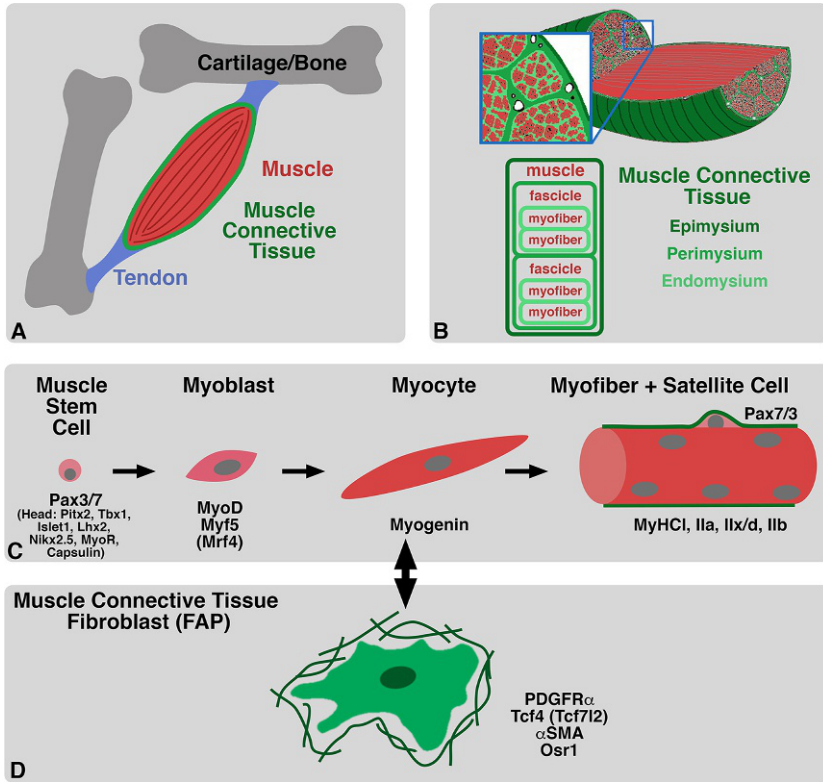 Cartilage/Bone
Muscle
Muscle
Connective
Tissue
Tendon
A
muscle
fascicle
myofiber
myofiber
fascicle
myofiber
myofiber
Muscle Connective
Tissue
Epimysium
Perimysium
Endomysium
B
Muscle
Stem
Cell
Pax3/7
(Head: Pitx2, Tbx1,
Islet1, Lhx2,
Nikx2.5, MyoR,
Capsulin)
Myoblast
MyoD
Myf5
(Mrf4)
Myocyte
Myogenin
Myofiber + Satellite Cell
Pax7/3
MyHCI, IIa, IIx/d, IIb
C
Muscle Connective Tissue
Fibroblast (FAP)
PDGFRα
Tcf4 (Tcf7l2)
αSMA
Osr1
D